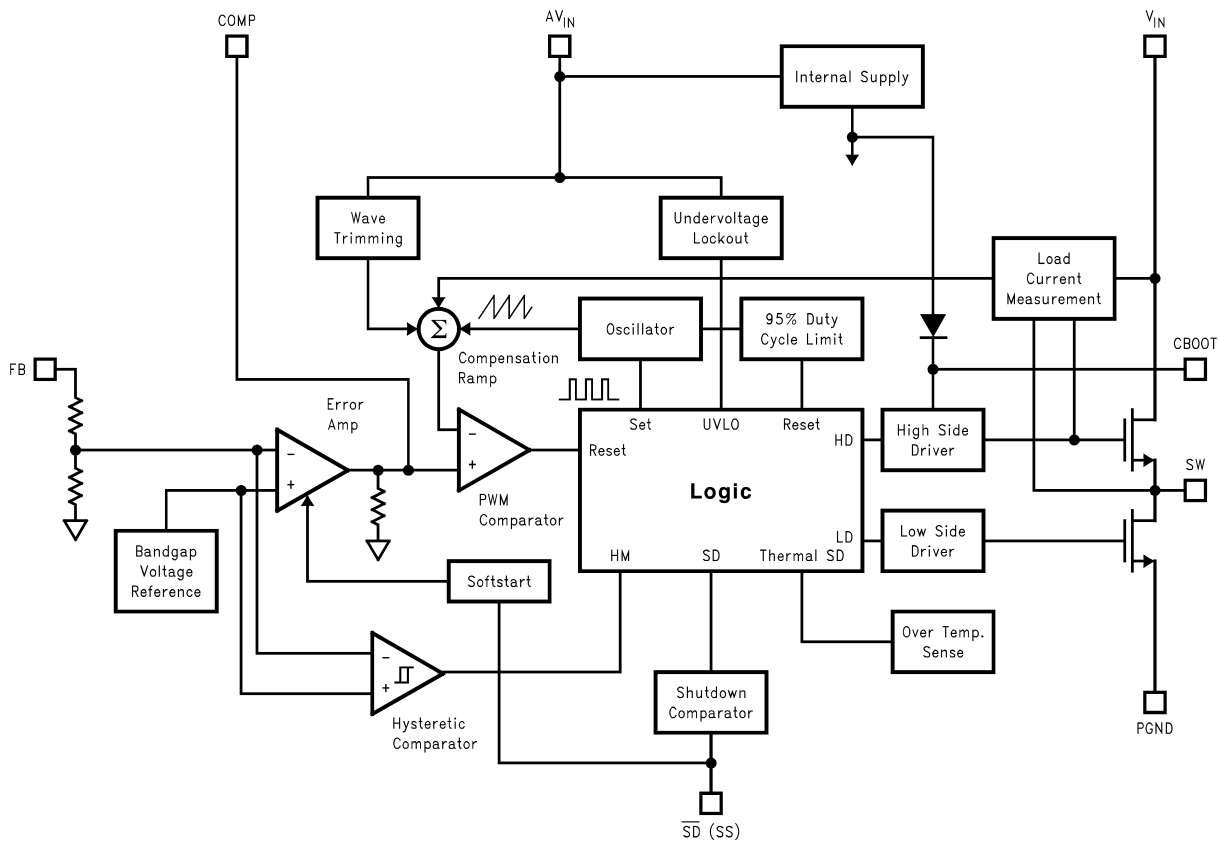 COMP
AVIN
VIN
Internal Supply
Wave
Trimming
Undervoltage
Lockout
Load
Current
Measurement
Σ
Oscillator
95% Duty
Cycle Limit
Compensation
Ramp
CBOOT
FB
Error
Amp
−
+
−
+
PWM
Comparator
Set
UVLO
Reset
Reset
HD
Logic
LD
HM
SD
Thermal SD
High Side
Driver
SW
Low Side
Driver
Bandgap
Voltage
Reference
Softstart
Over Temp.
Sense
−
+
Hysteretic
Comparator
Shutdown
Comparator
PGND
S̅D̅ (SS)